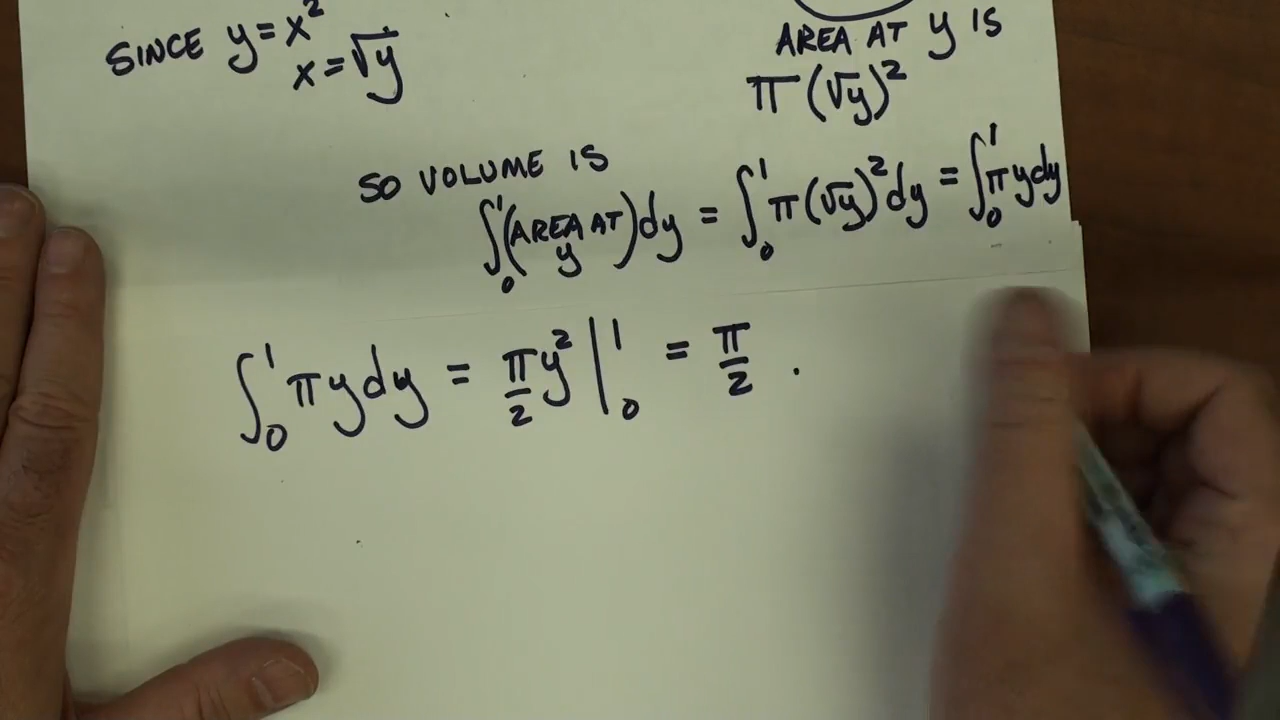 SINCE y = x²
x = √y
AREA AT y IS
π(√y)²
SO VOLUME IS
∫₀¹ (AREA AT y) dy = ∫₀¹ π(√y)² dy = ∫₀¹ π y dy
∫₀¹ π y dy = π/2 y² |₀¹ = π/2 .